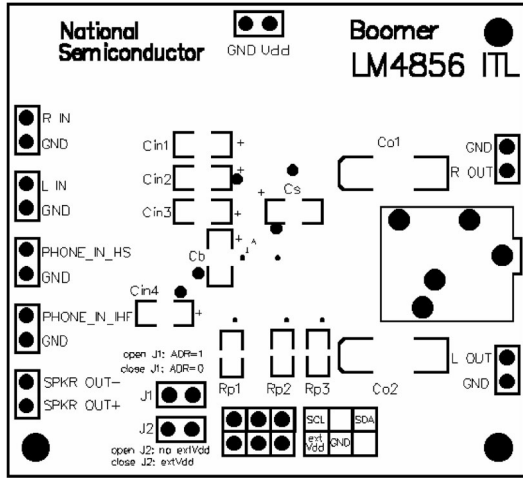 National
Semiconductor
GND Vdd
Boomer
LM4856 ITL
R IN
GND
L IN
GND
PHONE_IN_HS
GND
PHONE_IN_IHF
GND
SPKR OUT-
SPKR OUT+
Cin1 +
Cin2 +
Cin3 +
+ Cs
Cb +
1 A
Cin4 +
Co1
GND
R OUT
L OUT
GND
Co2
Rp1 Rp2 Rp3
open J1: ADR=1
close J1: ADR=0
J1
J2
open J2: no extVdd
close J2: extVdd
SCL SDA
ext Vdd GND